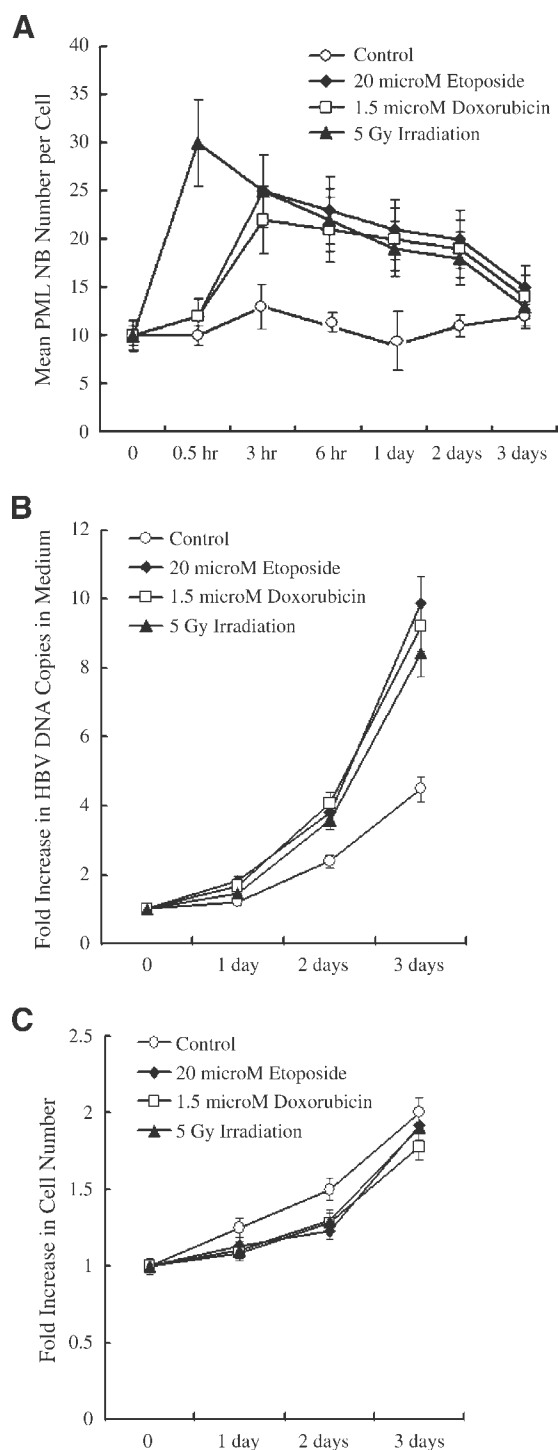 A
40
35
30
25
20
15
10
5
0
Mean PML NB Number per Cell
Control
20 microM Etoposide
1.5 microM Doxorubicin
5 Gy Irradiation
0 0.5 hr 3 hr 6 hr 1 day 2 days 3 days
B
12
10
8
6
4
2
0
Fold Increase in HBV DNA Copies in Medium
Control
20 microM Etoposide
1.5 microM Doxorubicin
5 Gy Irradiation
0 1 day 2 days 3 days
C
2.5
2
1.5
1
0.5
0
Fold Increase in Cell Number
Control
20 microM Etoposide
1.5 microM Doxorubicin
5 Gy Irradiation
0 1 day 2 days 3 days